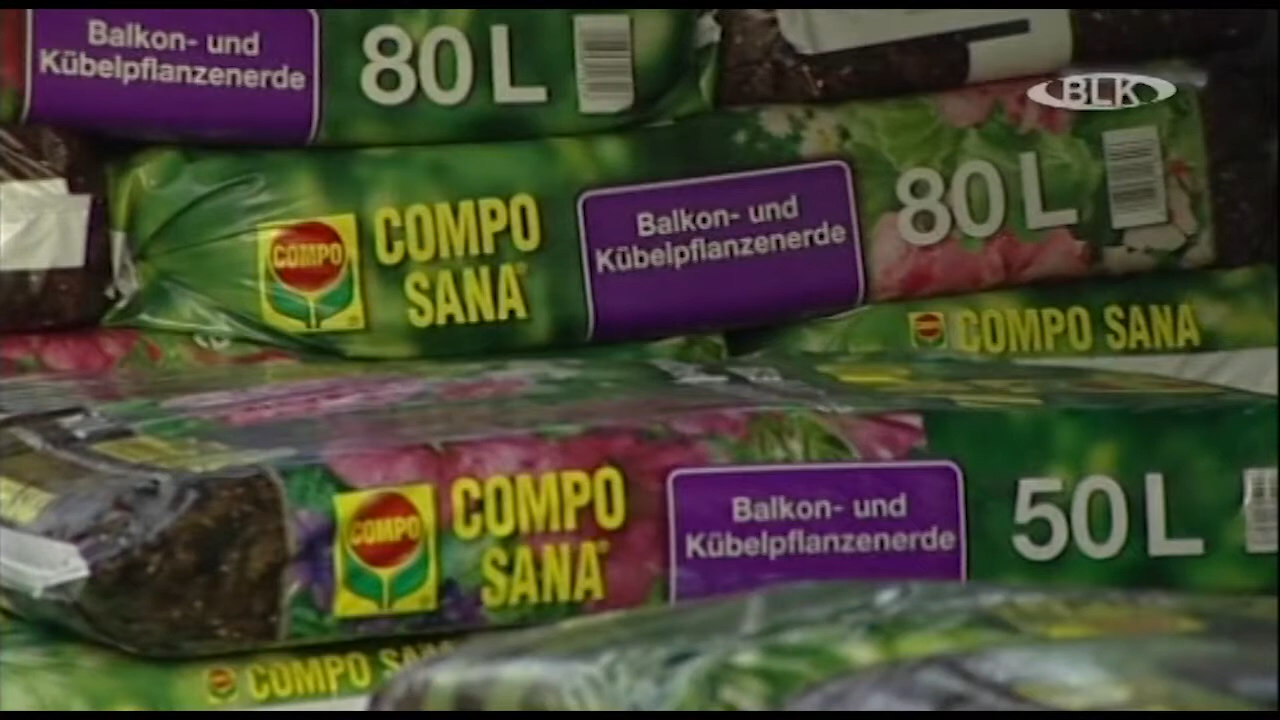 Balkon- und
Kübelpflanzenerde
80 L
BLK
COMPO
COMPO
SANA®
Balkon- und
Kübelpflanzenerde
80 L
COMPO SANA
COMPO
COMPO
SANA®
Balkon- und
Kübelpflanzenerde
50 L
COMPO SANA